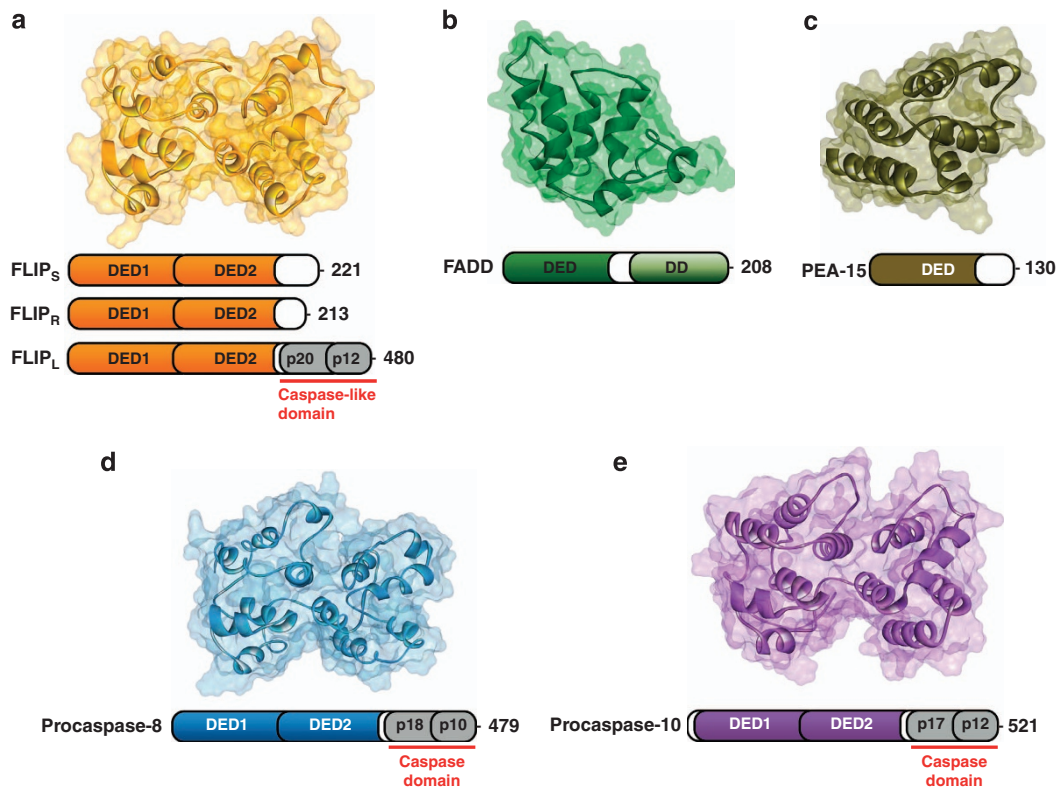 a
b
c
FLIPS DED1 DED2 221
FLIPR DED1 DED2 213
FLIPL DED1 DED2 p20 p12 480
Caspase-like
domain
FADD DED DD 208
PEA-15 DED 130
d
e
Procaspase-8 DED1 DED2 p18 p10 479
Caspase
domain
Procaspase-10 DED1 DED2 p17 p12 521
Caspase
domain